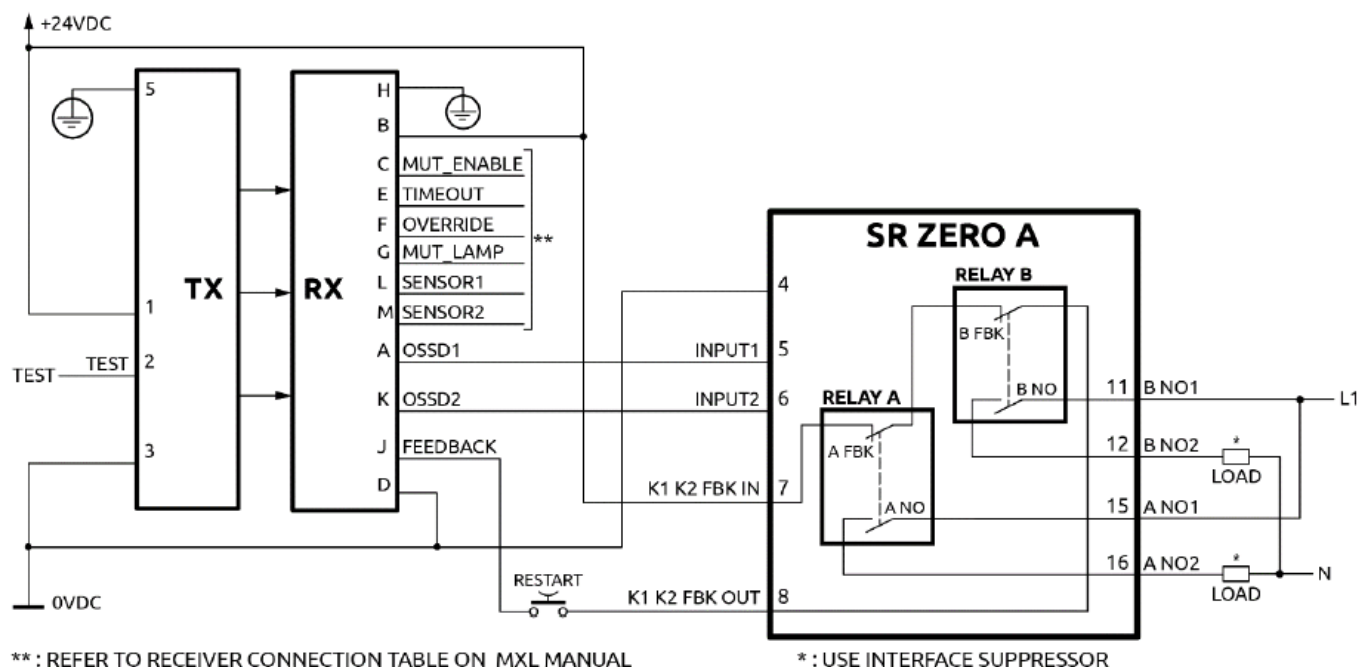 +24VDC
5
H
B
C MUT_ENABLE
E TIMEOUT
F OVERRIDE
**
G MUT_LAMP
TX
RX
L SENSOR1
M SENSOR2
1
A OSSD1
TEST
TEST 2
K OSSD2
J FEEDBACK
3
D
0VDC
RESTART
INPUT1
INPUT2
K1 K2 FBK IN
K1 K2 FBK OUT
SR ZERO A
4
5
6
7
8
RELAY B
B FBK
B NO
RELAY A
A FBK
A NO
11 B NO1
L1
12 B NO2
*
LOAD
15 A NO1
16 A NO2
*
LOAD
N
** : REFER TO RECEIVER CONNECTION TABLE ON MXL MANUAL
* : USE INTERFACE SUPPRESSOR